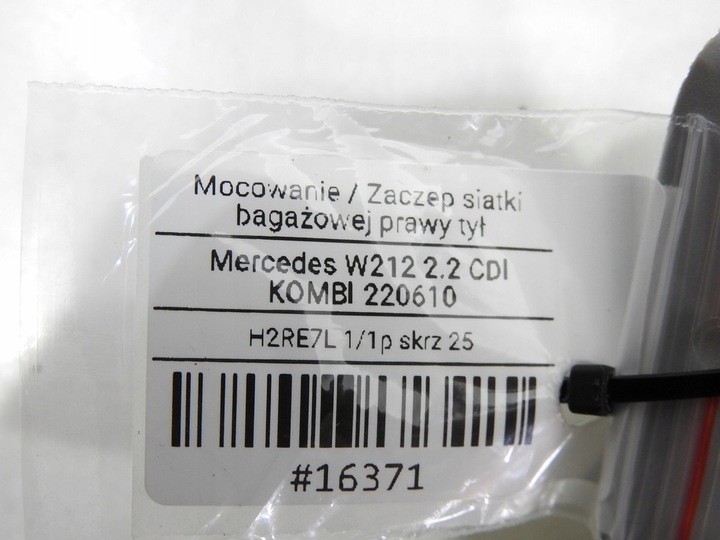 Mocowanie / Zaczep siatki
bagażowej prawy tył
Mercedes W212 2.2 CDI
KOMBI 220610
H2RE7L 1/1p skrz 25
#16371